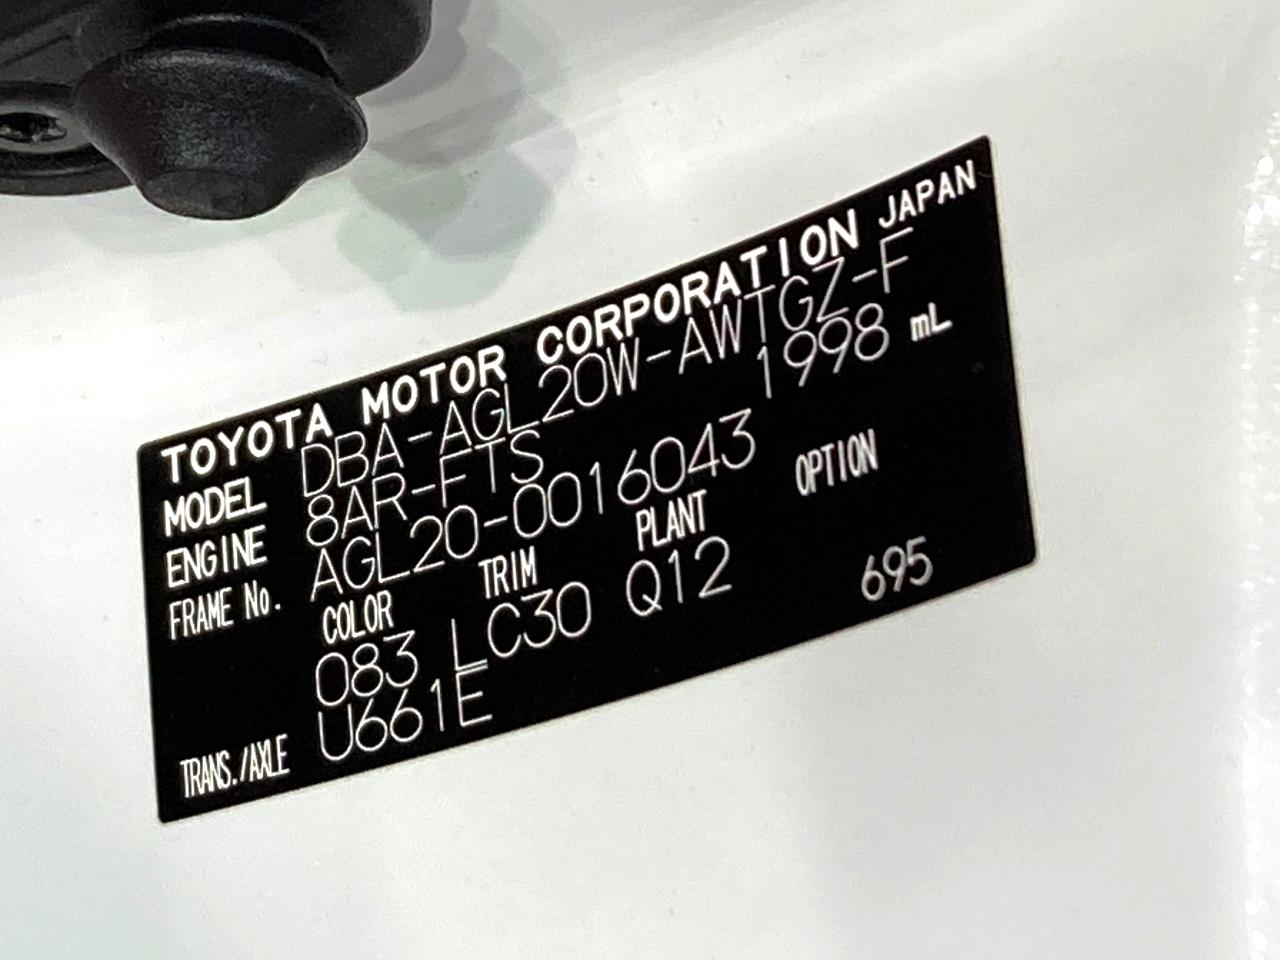 TOYOTA MOTOR CORPORATION JAPAN
MODEL DBA-AGL20W-AWTGZ-F
ENGINE 8AR-FTS 1998 mL
FRAME No. AGL20-0016043
COLOR TRIM PLANT OPTION
083 LC30 Q12
TRANS./AXLE U661E 695